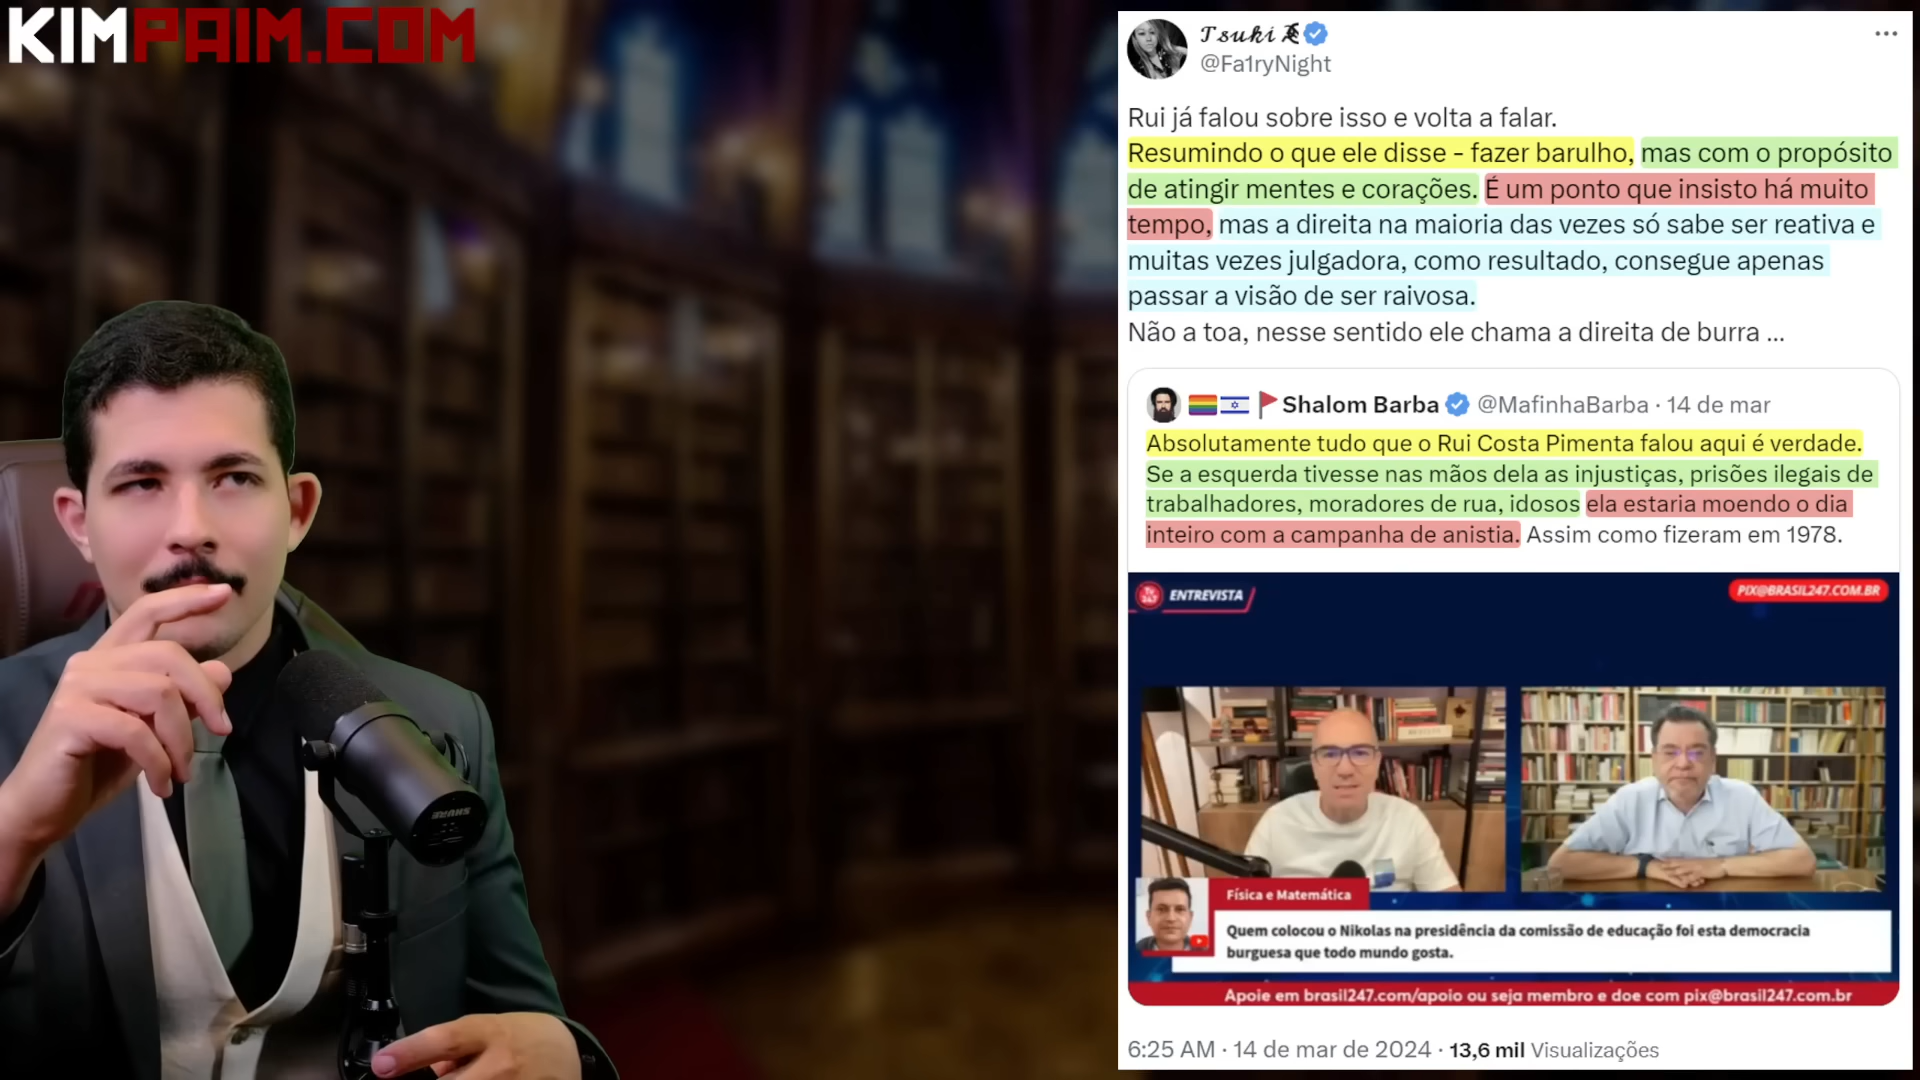 KIMPAIM.COM
Tsuki
@Fa1ryNight
Rui já falou sobre isso e volta a falar.
Resumindo o que ele disse - fazer barulho, mas com o propósito
de atingir mentes e corações. É um ponto que insisto há muito
tempo, mas a direita na maioria das vezes só sabe ser reativa e
muitas vezes julgadora, como resultado, consegue apenas
passar a visão de ser raivosa.
Não a toa, nesse sentido ele chama a direita de burra ...
Shalom Barba @MafinhaBarba · 14 de mar
Absolutamente tudo que o Rui Costa Pimenta falou aqui é verdade.
Se a esquerda tivesse nas mãos dela as injustiças, prisões ilegais de
trabalhadores, moradores de rua, idosos ela estaria moendo o dia
inteiro com a campanha de anistia. Assim como fizeram em 1978.
TV 247 ENTREVISTA
PIX@BRASIL247.COM.BR
Física e Matemática
Quem colocou o Nikolas na presidência da comissão de educação foi esta democracia
burguesa que todo mundo gosta.
Apoie em brasil247.com/apoio ou seja membro e doe com pix@brasil247.com.br
6:25 AM · 14 de mar de 2024 · 13,6 mil Visualizações
SHURE